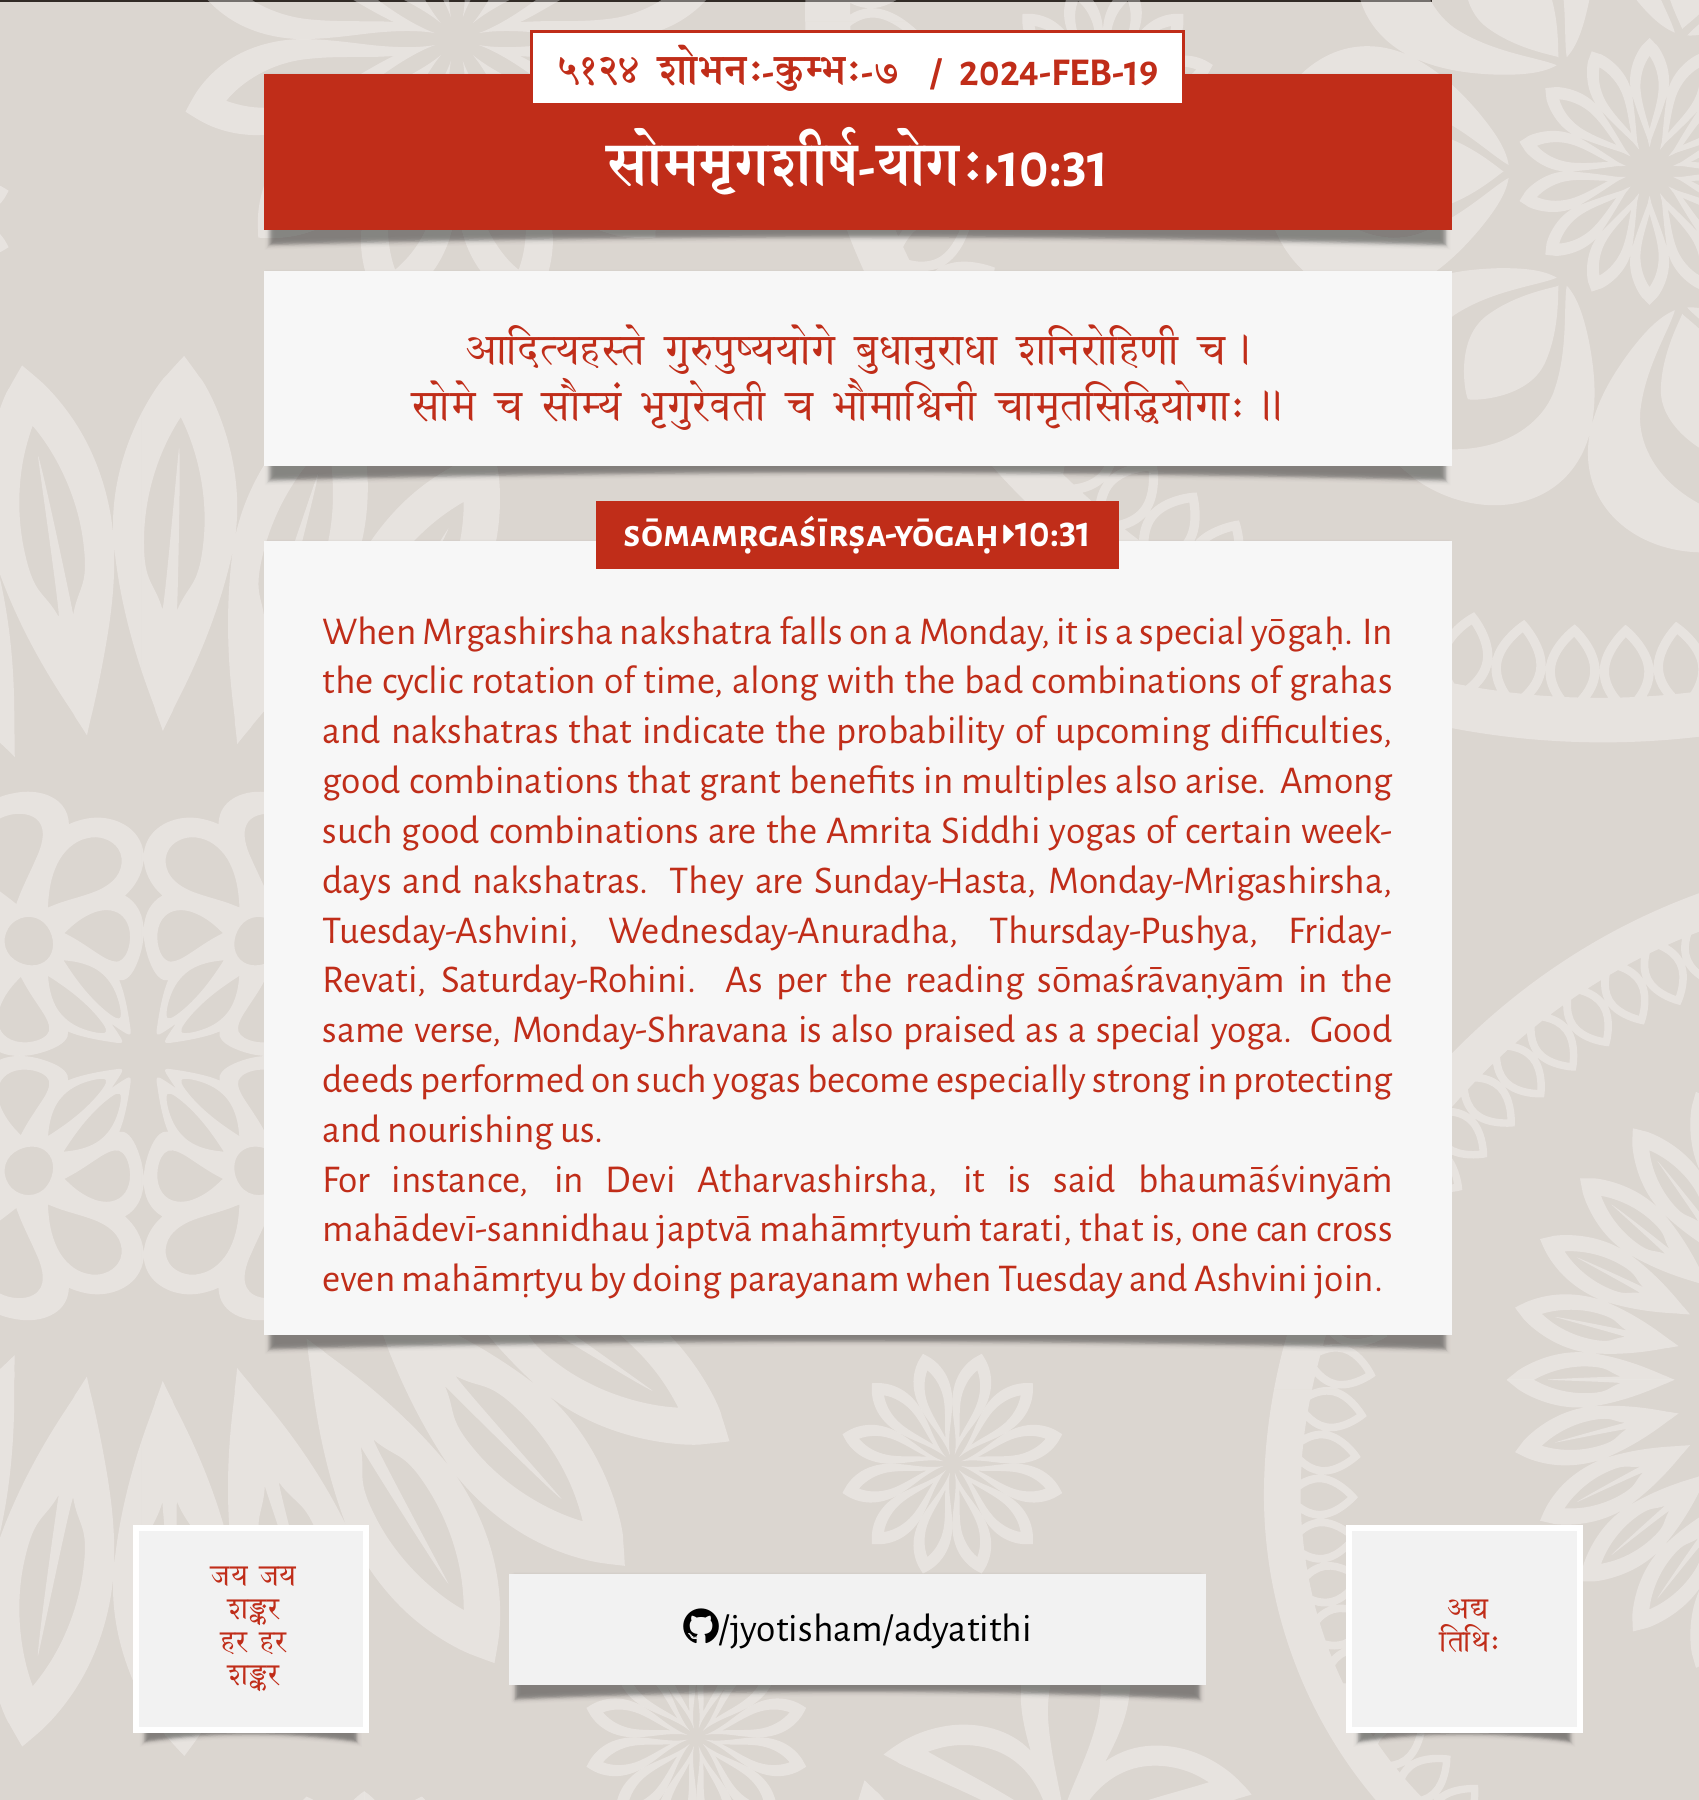 ५१२४ शोभनः-कुम्भः-७ / 2024-FEB-19
सोममृगशीर्ष-योगः▸10:31
आदित्यहस्ते गुरुपुष्ययोगे बुधानुराधा शनिरोहिणी च।
सोमे च सौम्यं भृगुरेवती च भौमाश्विनी चामृतसिद्धियोगाः॥
SŌMAMṚGAŚĪRṢA-YŌGAḤ▸10:31
When Mrgashirsha nakshatra falls on a Monday, it is a special yōgaḥ. In
the cyclic rotation of time, along with the bad combinations of grahas
and nakshatras that indicate the probability of upcoming difficulties,
good combinations that grant benefits in multiples also arise. Among
such good combinations are the Amrita Siddhi yogas of certain week-
days and nakshatras. They are Sunday-Hasta, Monday-Mrigashirsha,
Tuesday-Ashvini, Wednesday-Anuradha, Thursday-Pushya, Friday-
Revati, Saturday-Rohini. As per the reading sōmaśrāvaṇyām in the
same verse, Monday-Shravana is also praised as a special yoga. Good
deeds performed on such yogas become especially strong in protecting
and nourishing us.
For instance, in Devi Atharvashirsha, it is said bhaumāśvinyāṁ
mahādevī-sannidhau japtvā mahāmṛtyuṁ tarati, that is, one can cross
even mahāmṛtyu by doing parayanam when Tuesday and Ashvini join.
जय जय
शङ्कर
हर हर
शङ्कर
/jyotisham/adyatithi
अद्य
तिथिः